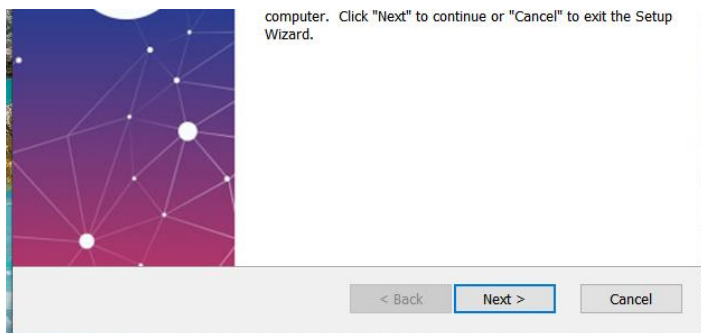 computer.  Click "Next" to continue or "Cancel" to exit the Setup
Wizard.
< Back
Next >
Cancel